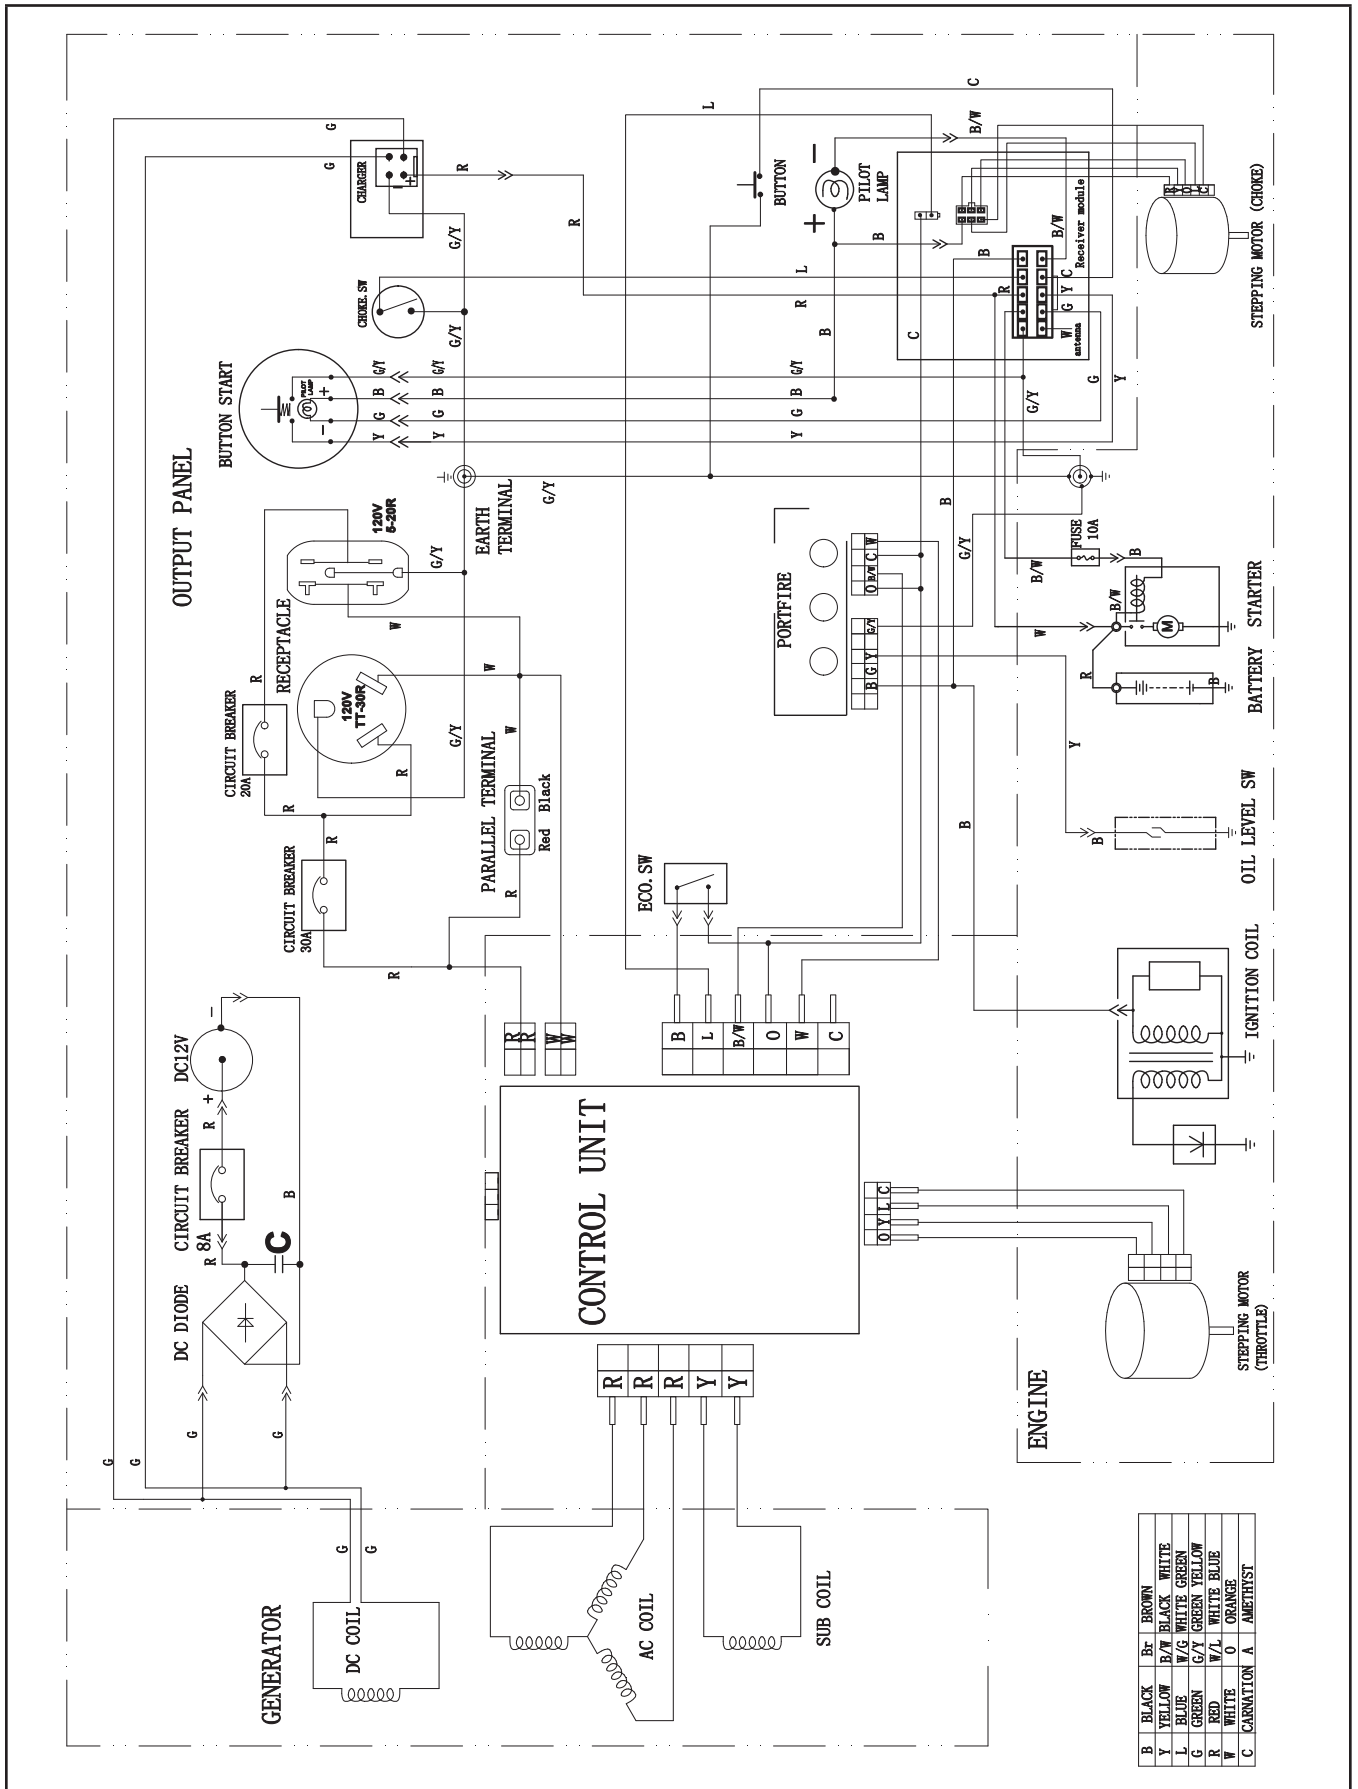 OUTPUT PANEL
G
G
G
CHARGER
+
−
R
R
G/Y
CHOKE.SW
G/Y
BUTTON START
PILOT
LAMP
+
−
G/Y
B
G
Y
G/Y
B
G
Y
G/Y
B
G
Y
L
R
B
L
C
BUTTON
−
+
PILOT
LAMP
B/W
B
Receiver module
B/W
B
R
C
Y
G
W
antenna
C
G
Y
G/Y
B
Y
O
L
C
STEPPING MOTOR (CHOKE)
EARTH
TERMINAL
G/Y
G/Y
RECEPTACLE
120V
5-20R
120V
TT-30R
W
W
W
R
R
R
R
G/Y
CIRCUIT BREAKER
20A
CIRCUIT BREAKER
30A
R
PARALLEL TERMINAL
Red
Black
R
PORTFIRE
W
C
B/W
O
G/Y
Y
G
B
B
G/Y
FUSE
10A
B/W
B
B/W
W
M
R
B
BATTERY STARTER
Y
B
OIL LEVEL SW
B
IGNITION COIL
ECO.SW
DC12V
−
+
R
CIRCUIT BREAKER
8A
R
B
C
DC DIODE
G
G
G
G
R
R
W
W
B
L
B/W
O
W
C
CONTROL UNIT
O
Y
L
C
R
R
R
Y
Y
STEPPING MOTOR
(THROTTLE)
ENGINE
GENERATOR
G
G
DC COIL
AC COIL
SUB COIL
B BLACK Br BROWN
Y YELLOW B/W BLACK WHITE
L BLUE W/G WHITE GREEN
G GREEN G/Y GREEN YELLOW
R RED W/L WHITE BLUE
W WHITE O ORANGE
C CARNATION A AMETHYST